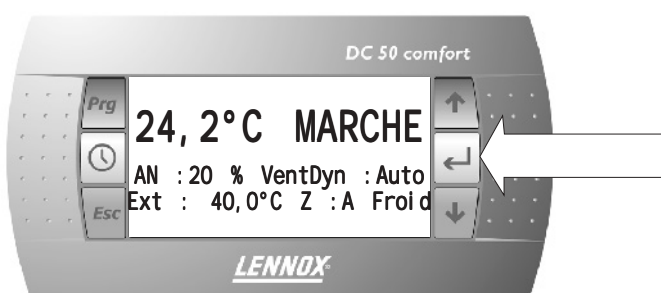 DC 50 comfort
Prg
24,2°C MARCHE
AN :20 % VentDyn :Auto
Ext : 40,0°C Z :A Froid
Esc
LENNOX